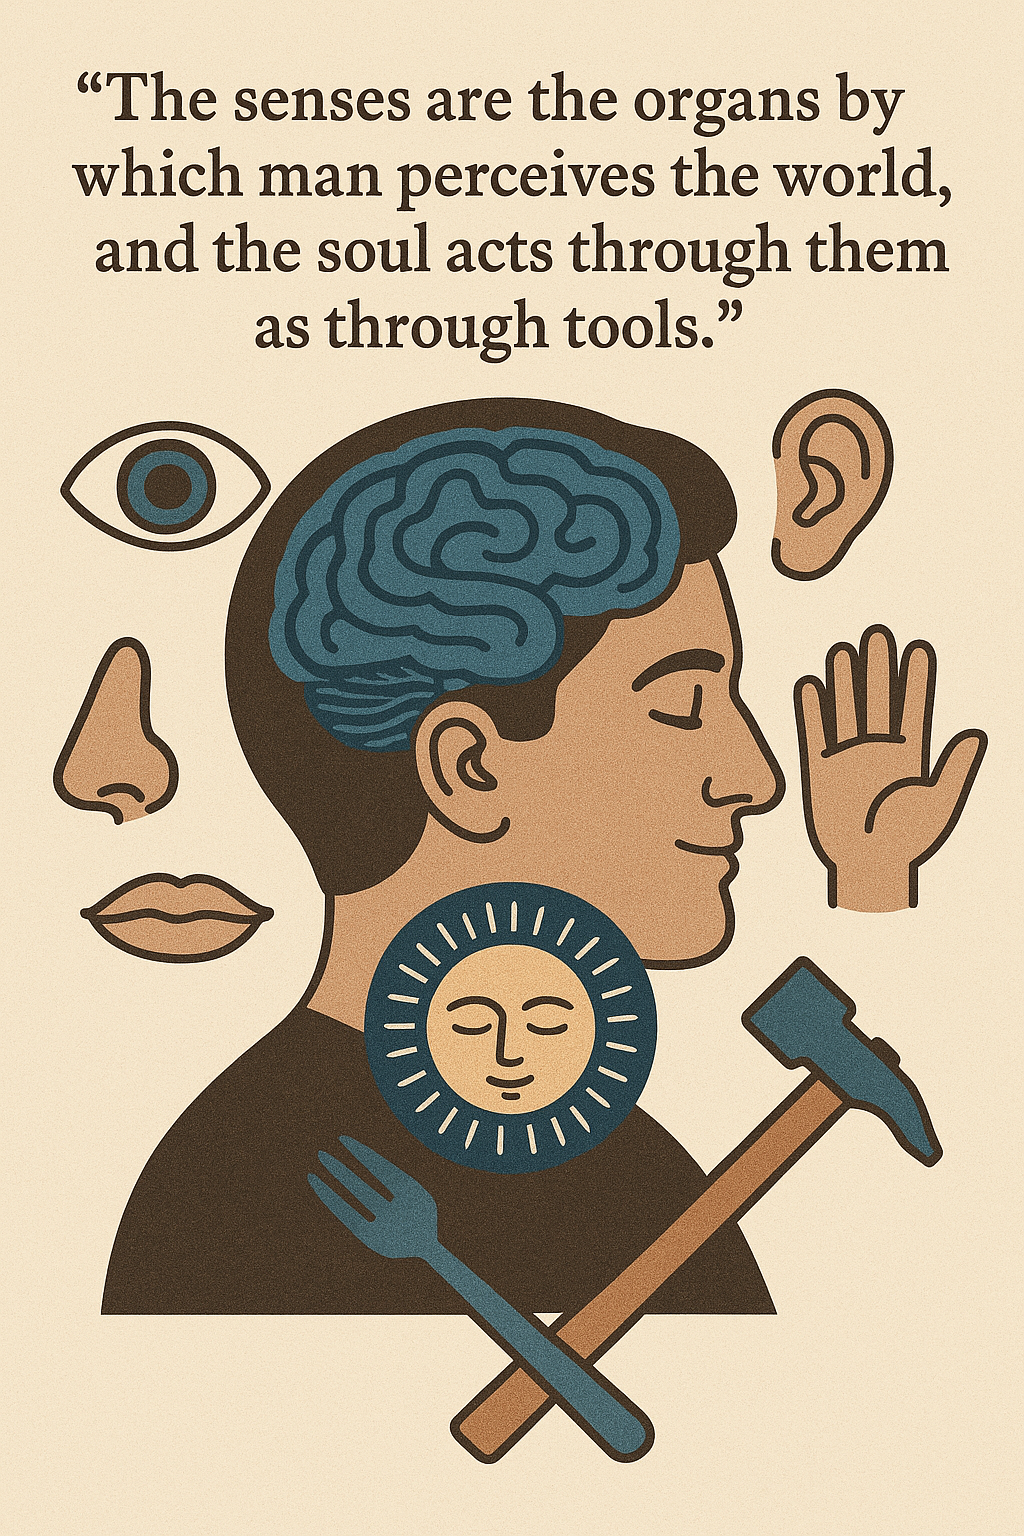 “The senses are the organs by
which man perceives the world,
and the soul acts through them
as through tools.”